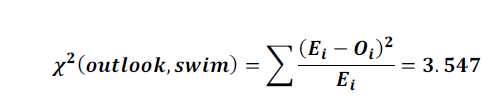 χ²(outlook, swim) = ∑ (Eᵢ − Oᵢ)² / Eᵢ = 3.547